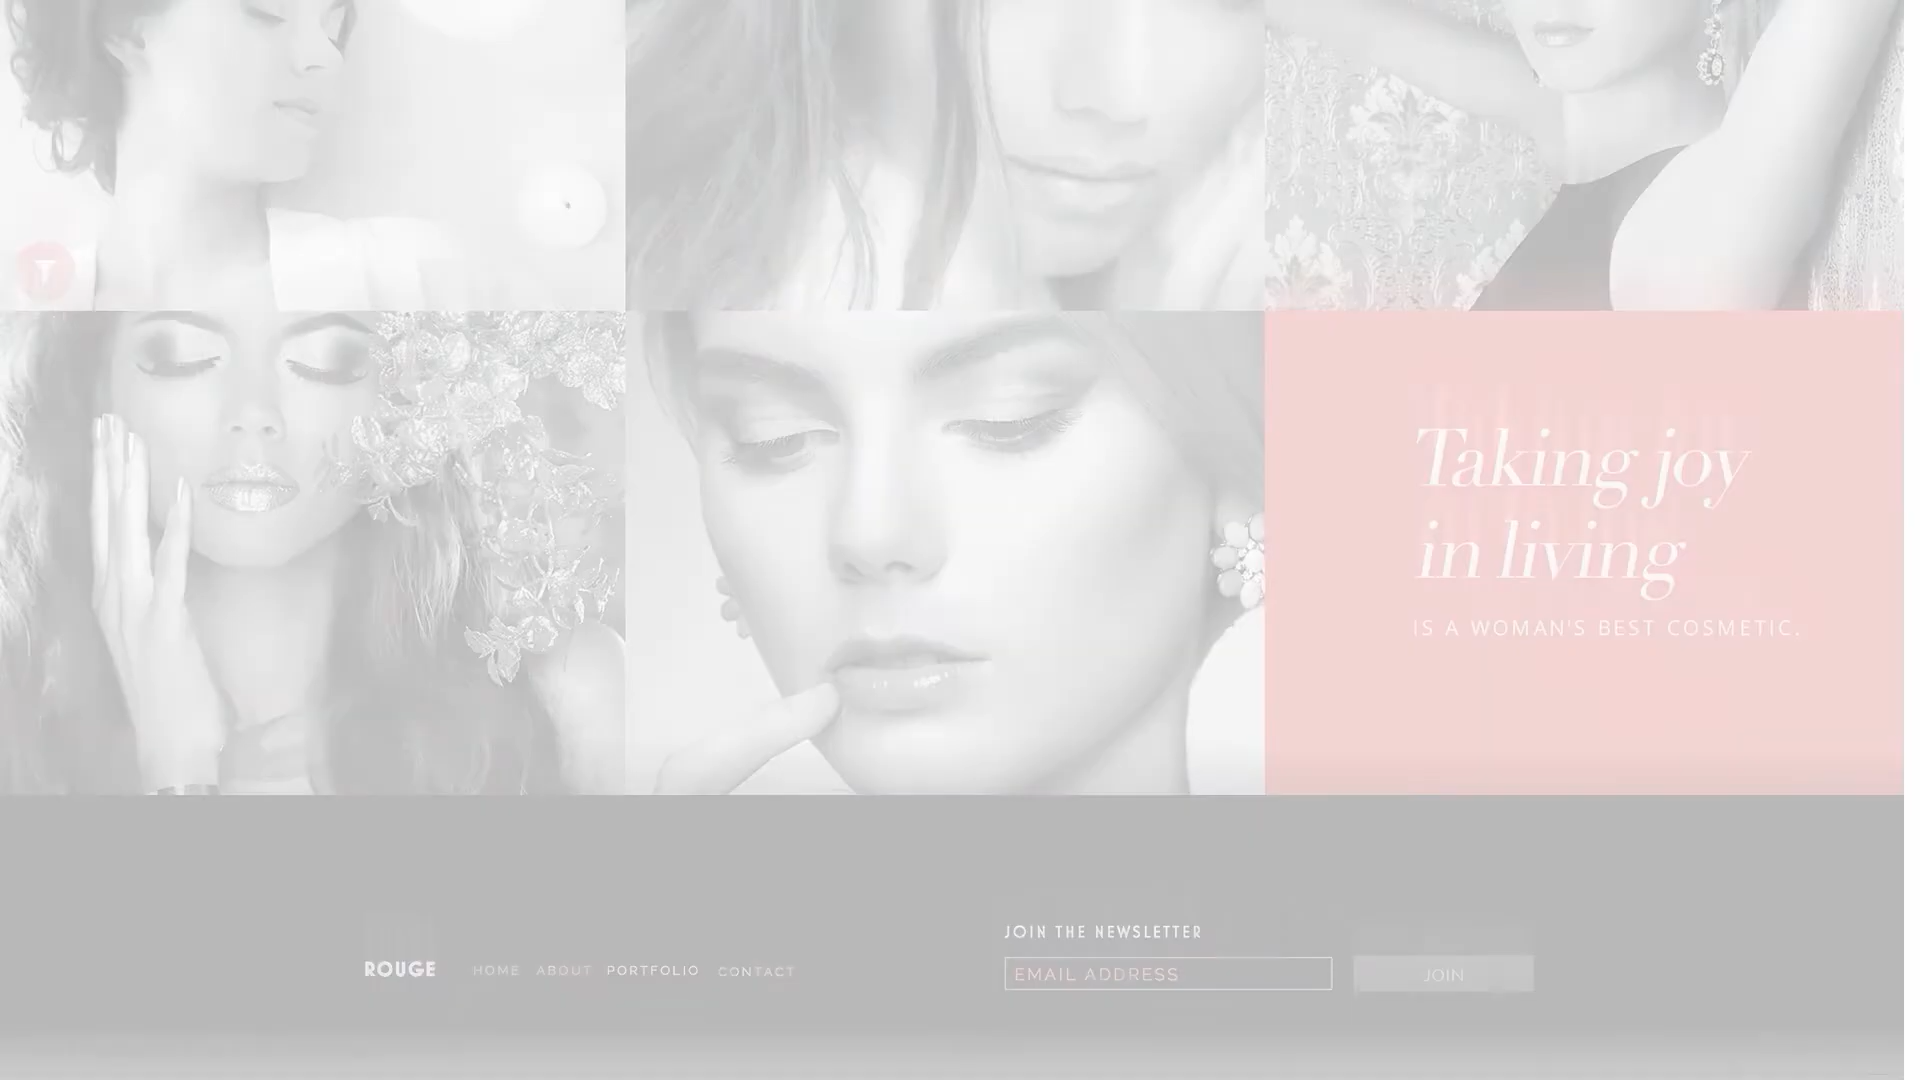 Taking joy
in living
IS A WOMAN'S BEST COSMETIC.
JOIN THE NEWSLETTER
ROUGE HOME ABOUT PORTFOLIO CONTACT
EMAIL ADDRESS JOIN